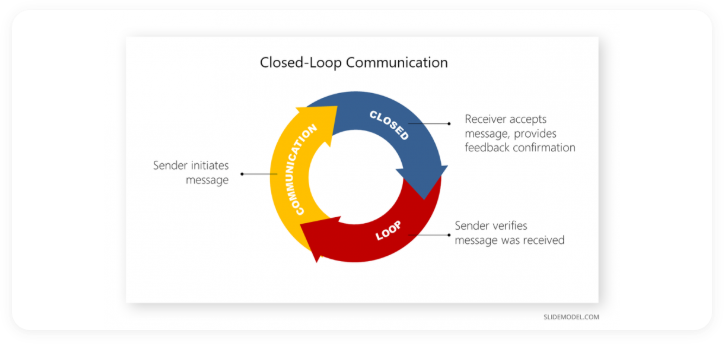 Closed-Loop Communication
CLOSED
Receiver accepts
message, provides
feedback confirmation
COMMUNICATION
Sender initiates
message
LOOP
Sender verifies
message was received
SLIDEMODEL.COM